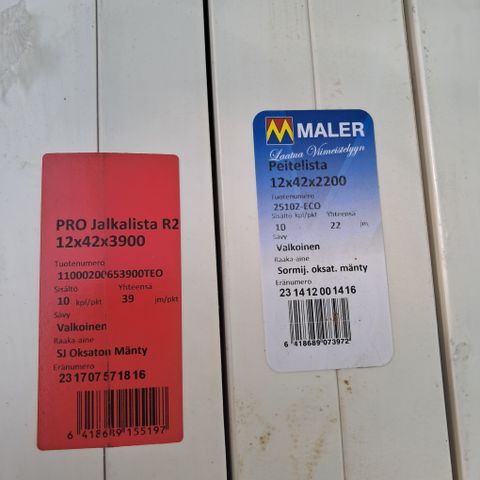 PRO Jalkalista R2
12x42x3900
Tuotenumero
11000200653900TEO
Sisältö Yhteensä
10 kpl/pkt 39 jm/pkt
Sävy
Valkoinen
Raaka-aine
SJ Oksaton Mänty
Eränumero
23 17 07 57 18 16
6 418689 155197
MALER
Laatua Viimeistelyyn
Peitelista
12x42x2200
Tuotenumero
25102-ECO
Sisältö kpl/pkt Yhteensä
10 22 jm
Sävy
Valkoinen
Raaka-aine
Sormij. oksat. mänty
Eränumero
23 14 12 00 14 16
6 418689 073972